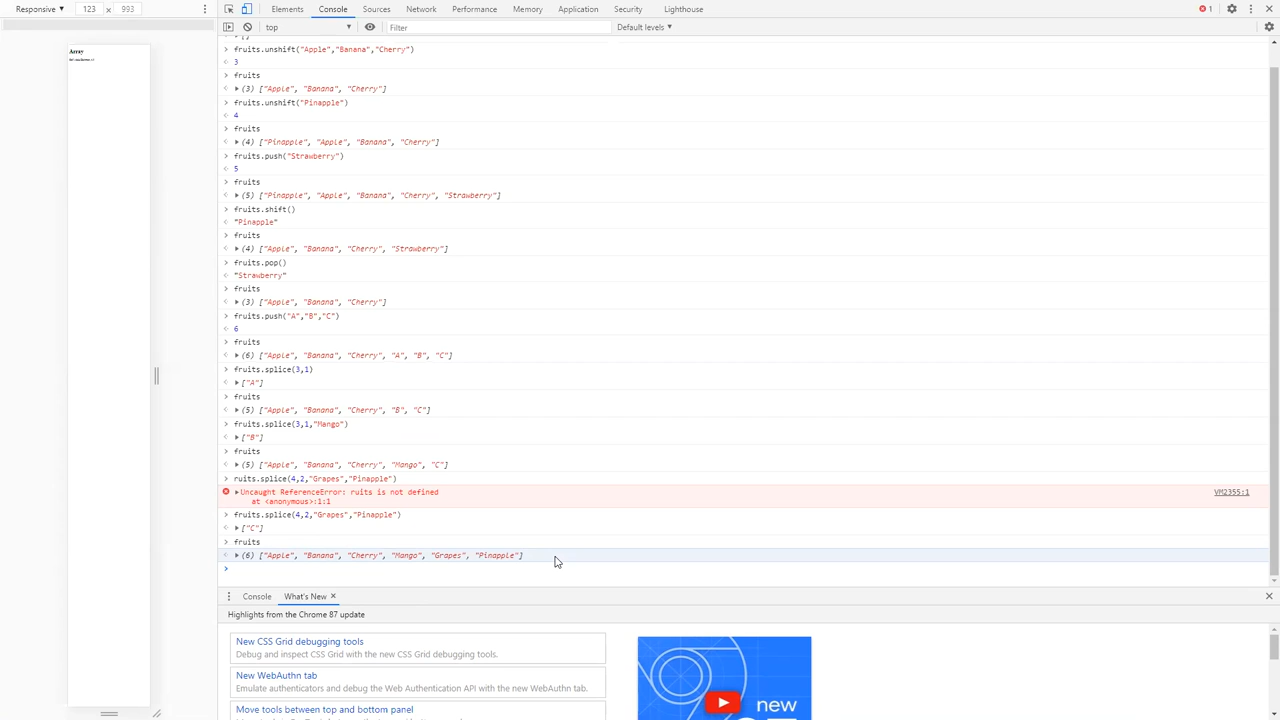 Responsive 123 × 993
Elements Console Sources Network Performance Memory Application Security Lighthouse 1
top Filter Default levels
Array
fruits.unshift("Apple","Banana","Cherry")
3
fruits
(3) ["Apple", "Banana", "Cherry"]
fruits.unshift("Pinapple")
4
fruits
(4) ["Pinapple", "Apple", "Banana", "Cherry"]
fruits.push("Strawberry")
5
fruits
(5) ["Pinapple", "Apple", "Banana", "Cherry", "Strawberry"]
fruits.shift()
"Pinapple"
fruits
(4) ["Apple", "Banana", "Cherry", "Strawberry"]
fruits.pop()
"Strawberry"
fruits
(3) ["Apple", "Banana", "Cherry"]
fruits.push("A","B","C")
6
fruits
(6) ["Apple", "Banana", "Cherry", "A", "B", "C"]
fruits.splice(3,1)
["A"]
fruits
(5) ["Apple", "Banana", "Cherry", "B", "C"]
fruits.splice(3,1,"Mango")
["B"]
fruits
(5) ["Apple", "Banana", "Cherry", "Mango", "C"]
ruits.splice(4,2,"Grapes","Pinapple")
Uncaught ReferenceError: ruits is not defined VM2355:1
at <anonymous>:1:1
fruits.splice(4,2,"Grapes","Pinapple")
["C"]
fruits
(6) ["Apple", "Banana", "Cherry", "Mango", "Grapes", "Pinapple"]
Console What's New ×
Highlights from the Chrome 87 update
New CSS Grid debugging tools
Debug and inspect CSS Grid with the new CSS Grid debugging tools.
New WebAuthn tab
Emulate authenticators and debug the Web Authentication API with the new WebAuthn tab.
Move tools between top and bottom panel
new